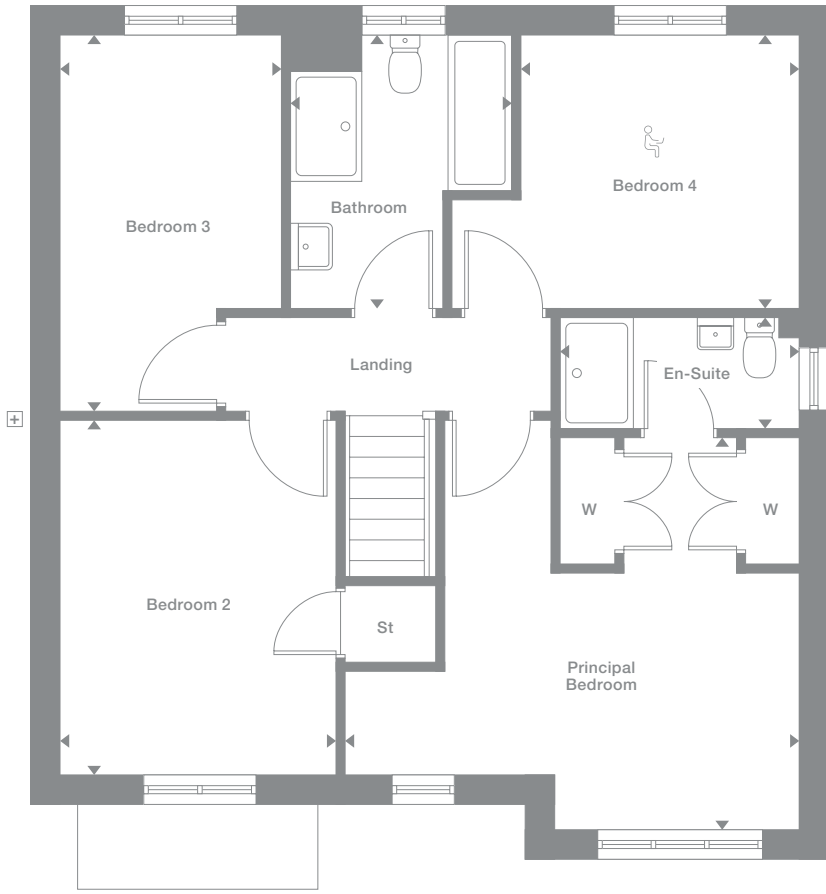 Bedroom 3
Bathroom
Bedroom 4
Landing
En-Suite
W
W
Bedroom 2
St
Principal
Bedroom